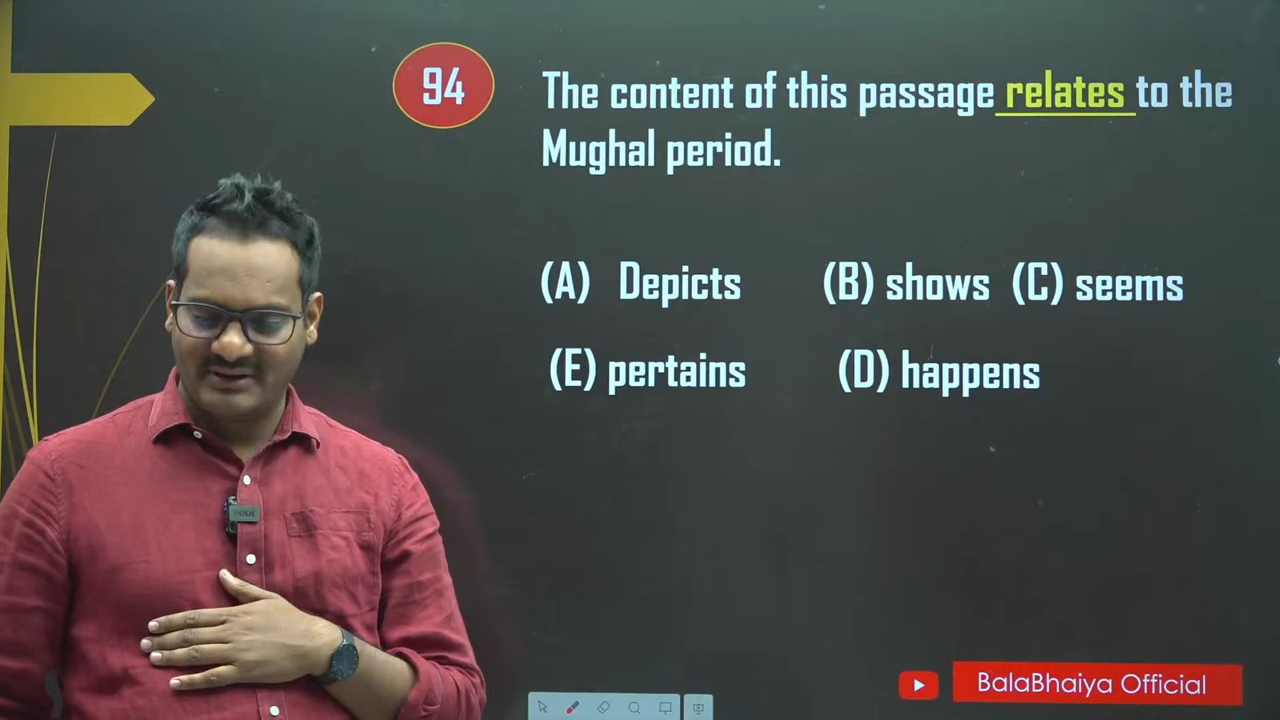 94
The content of this passage relates to the
Mughal period.
(A) Depicts (B) shows (C) seems
(E) pertains (D) happens
BalaBhaiya Official